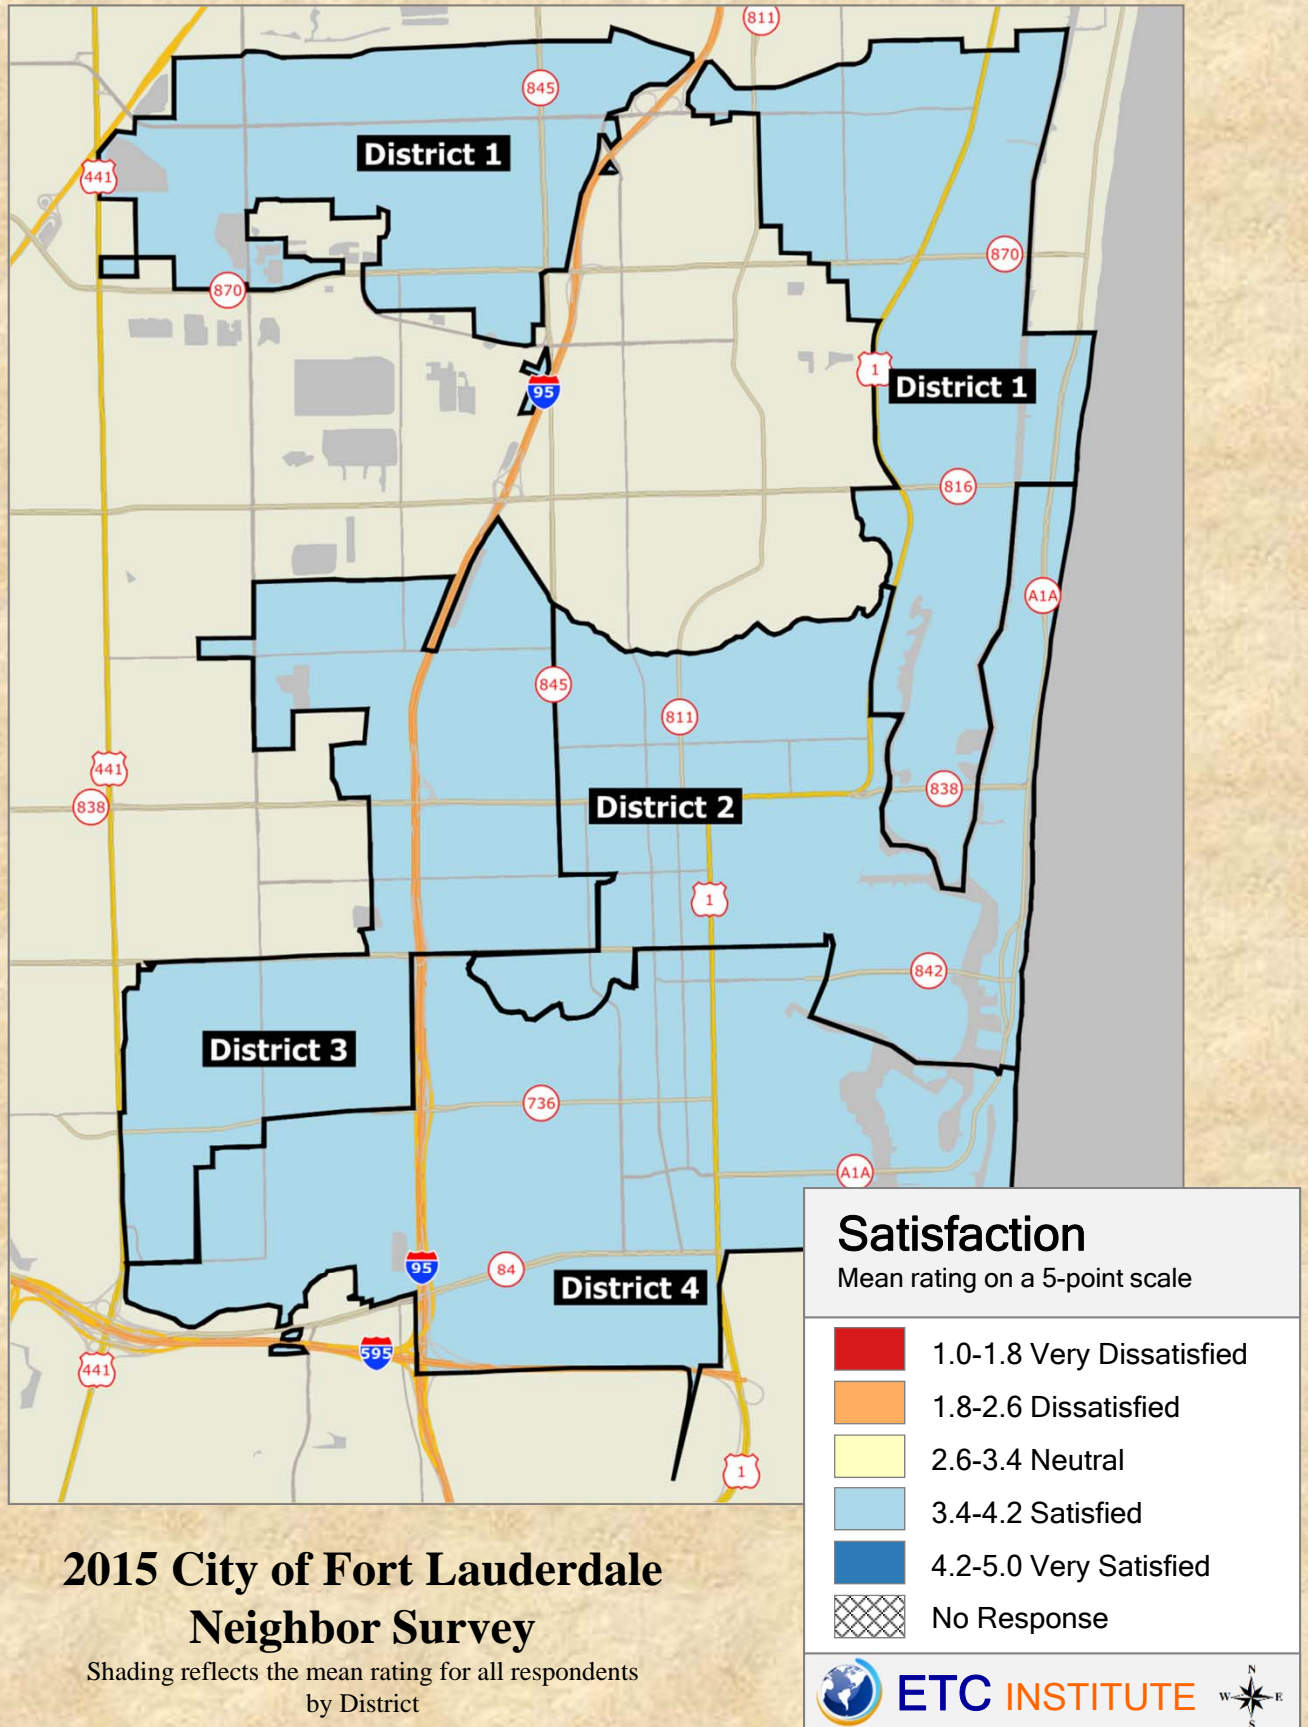 811
845
District 1
441
870
870
95
1
District 1
816
A1A
845
811
441
838
838
District 2
1
842
District 3
736
A1A
95
84
District 4
595
441
1
Satisfaction
Mean rating on a 5-point scale
1.0-1.8 Very Dissatisfied
1.8-2.6 Dissatisfied
2.6-3.4 Neutral
3.4-4.2 Satisfied
4.2-5.0 Very Satisfied
No Response
2015 City of Fort Lauderdale
Neighbor Survey
Shading reflects the mean rating for all respondents
by District
ETC INSTITUTE
N
W E
S